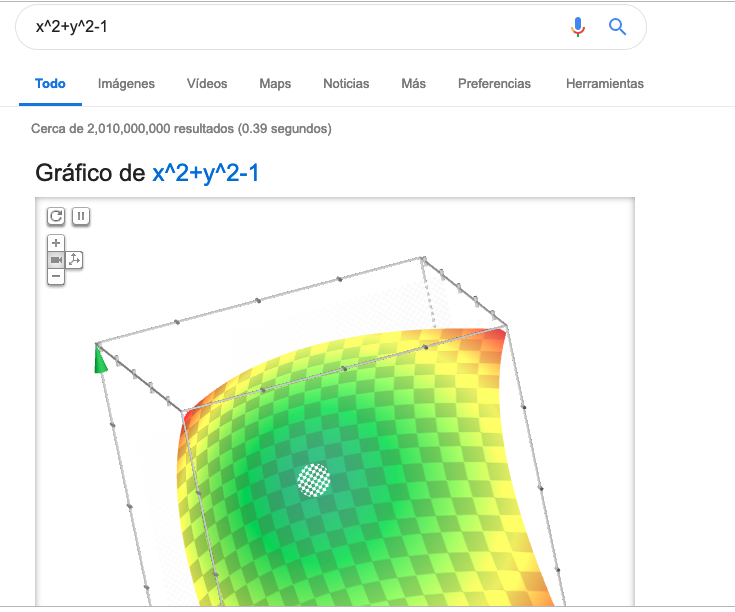 x^2+y^2-1
Todo Imágenes Vídeos Maps Noticias Más Preferencias Herramientas
Cerca de 2,010,000,000 resultados (0.39 segundos)
Gráfico de x^2+y^2-1